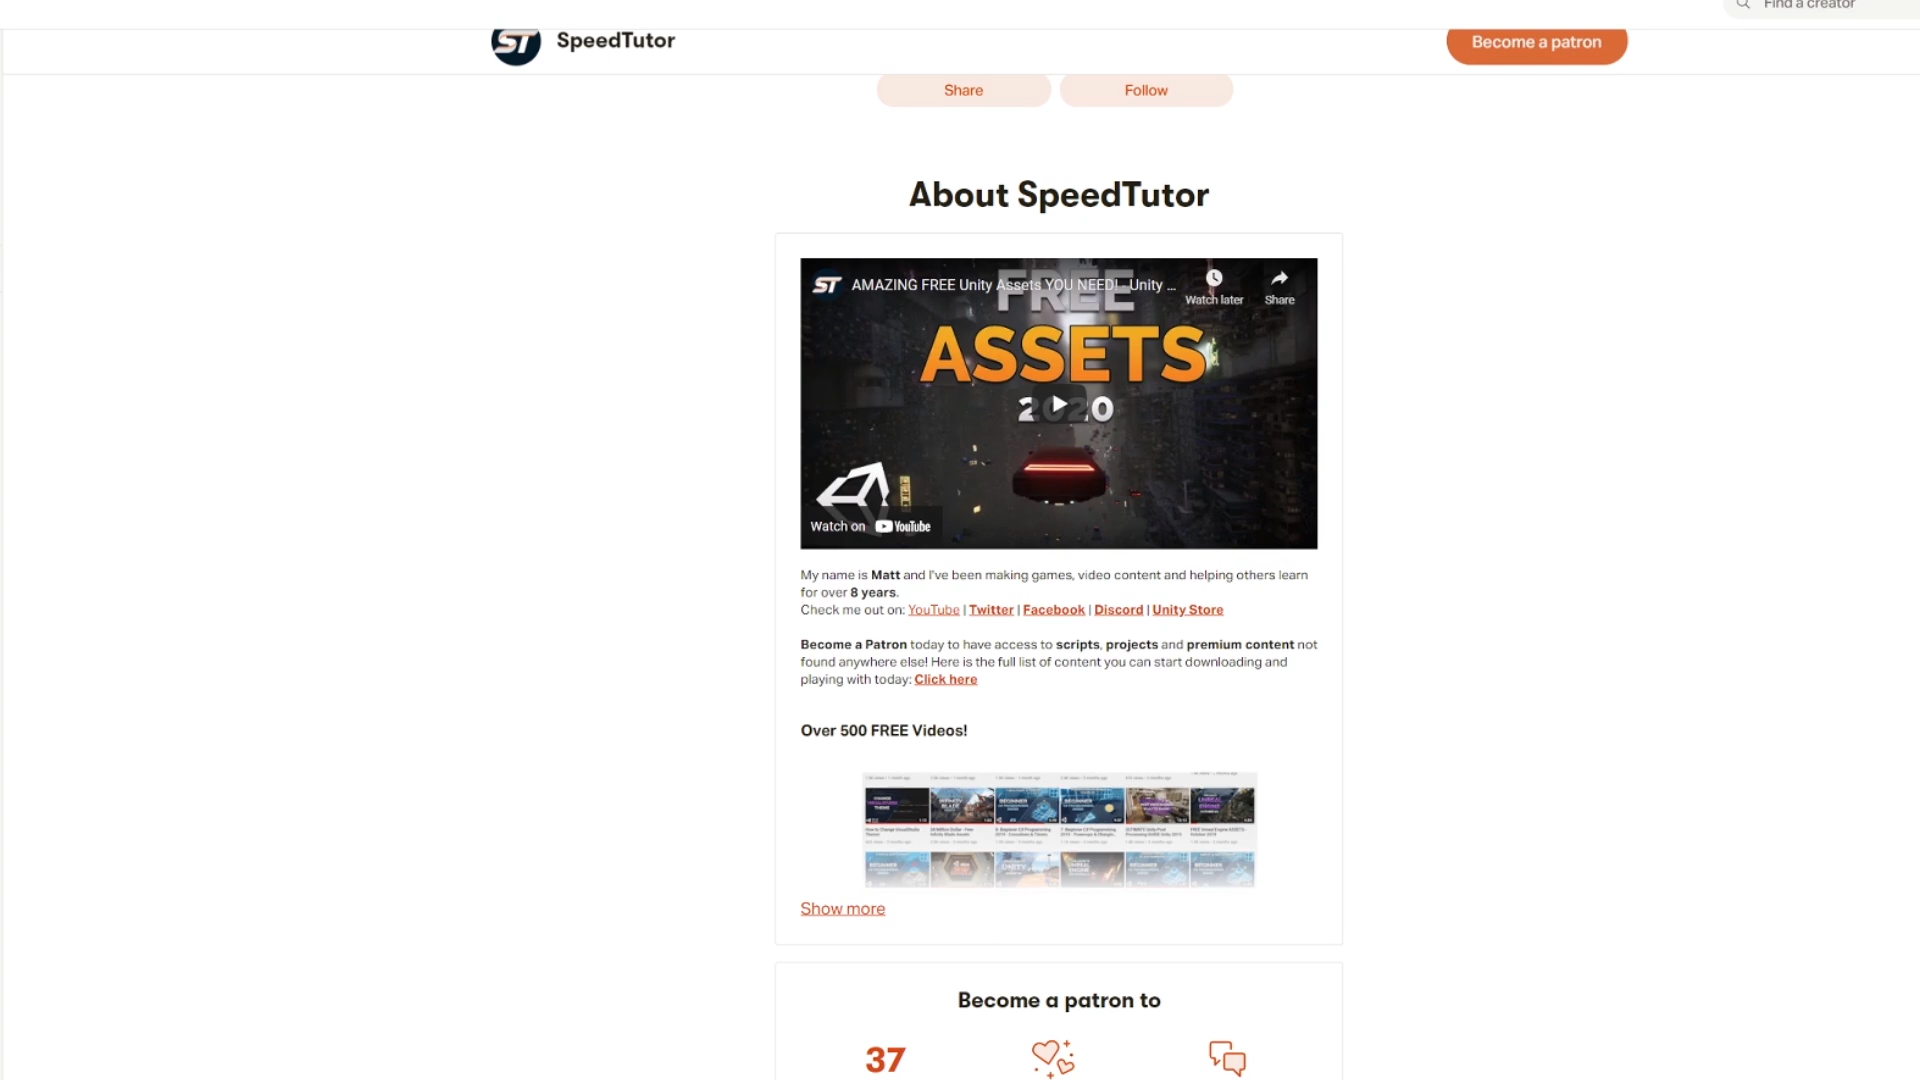 Find a creator
ST SpeedTutor
Become a patron
Share Follow
About SpeedTutor
ST AMAZING FREE Unity Assets YOU NEED! - Unity ...
Watch later Share
FREE
ASSETS
2020
Watch on YouTube
My name is Matt and I've been making games, video content and helping others learn
for over 8 years.
Check me out on: YouTube | Twitter | Facebook | Discord | Unity Store
Become a Patron today to have access to scripts, projects and premium content not
found anywhere else! Here is the full list of content you can start downloading and
playing with today: Click here
Over 500 FREE Videos!
Show more
Become a patron to
37